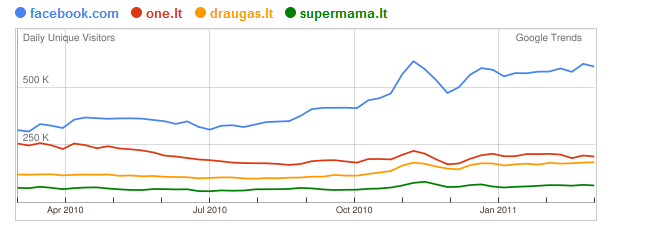 facebook.com one.lt draugas.lt supermama.lt
Daily Unique Visitors Google Trends
500 K
250 K
Apr 2010 Jul 2010 Oct 2010 Jan 2011